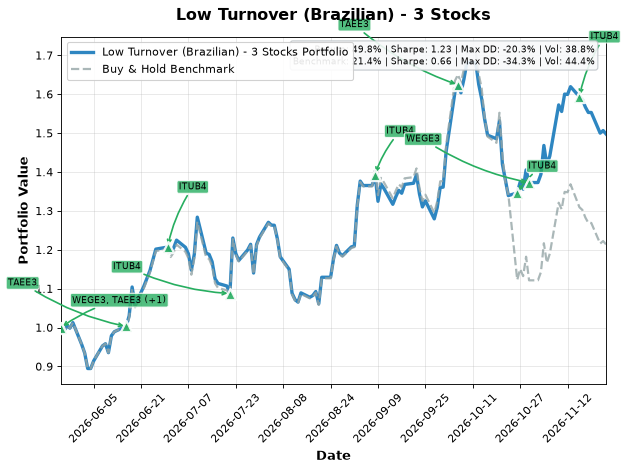 Low Turnover (Brazilian) - 3 Stocks
TAEE3
ITUB4
Low Turnover (Brazilian) - 3 Stocks Portfolio
Buy & Hold Benchmark
49.8% | Sharpe: 1.23 | Max DD: -20.3% | Vol: 38.8%
21.4% | Sharpe: 0.66 | Max DD: -34.3% | Vol: 44.4%
ITUB4
WEGE3
ITUB4
ITUB4
ITUB4
TAEE3
WEGE3, TAEE3 (+1)
Portfolio Value
1.7
1.6
1.5
1.4
1.3
1.2
1.1
1.0
0.9
2026-06-05
2026-06-21
2026-07-07
2026-07-23
2026-08-08
2026-08-24
2026-09-09
2026-09-25
2026-10-11
2026-10-27
2026-11-12
Date